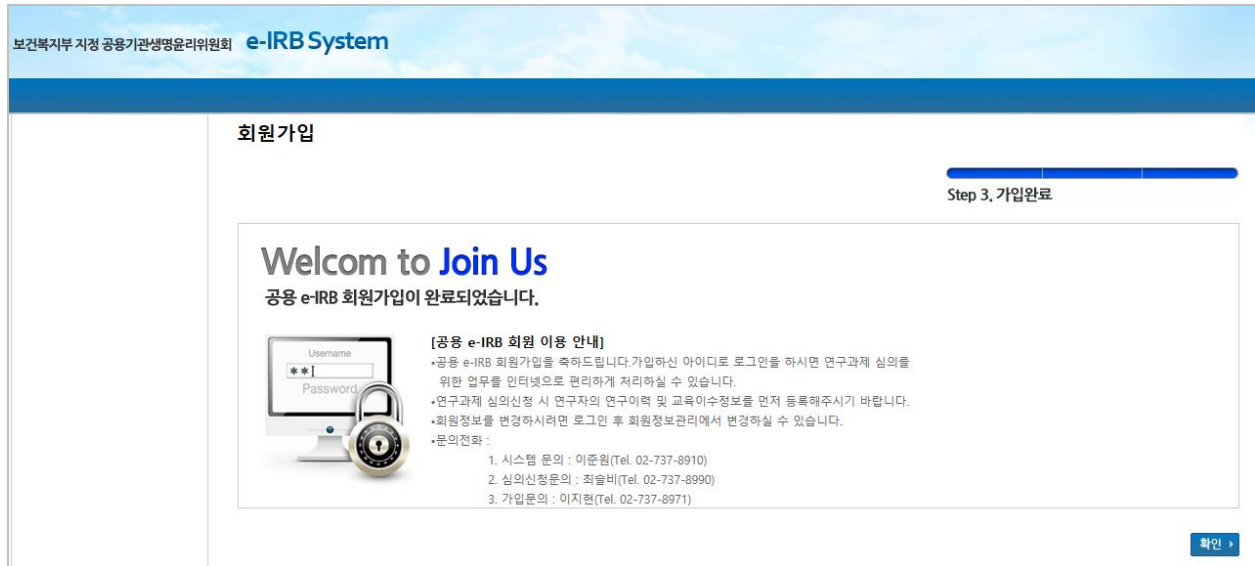 보건복지부 지정 공용기관생명윤리위원회 e-IRB System
회원가입
Step 3. 가입완료
Welcom to Join Us
공용 e-IRB 회원가입이 완료되었습니다.
Username
**
Password
[공용 e-IRB 회원 이용 안내]
•공용 e-IRB 회원가입을 축하드립니다.가입하신 아이디로 로그인을 하시면 연구과제 심의를
위한 업무를 인터넷으로 편리하게 처리하실 수 있습니다.
•연구과제 심의신청 시 연구자의 연구이력 및 교육이수정보를 먼저 등록해주시기 바랍니다.
•회원정보를 변경하시려면 로그인 후 회원정보관리에서 변경하실 수 있습니다.
•문의전화 :
1. 시스템 문의 : 이준원(Tel. 02-737-8910)
2. 심의신청문의 : 최슬비(Tel. 02-737-8990)
3. 가입문의 : 이지현(Tel. 02-737-8971)
확인